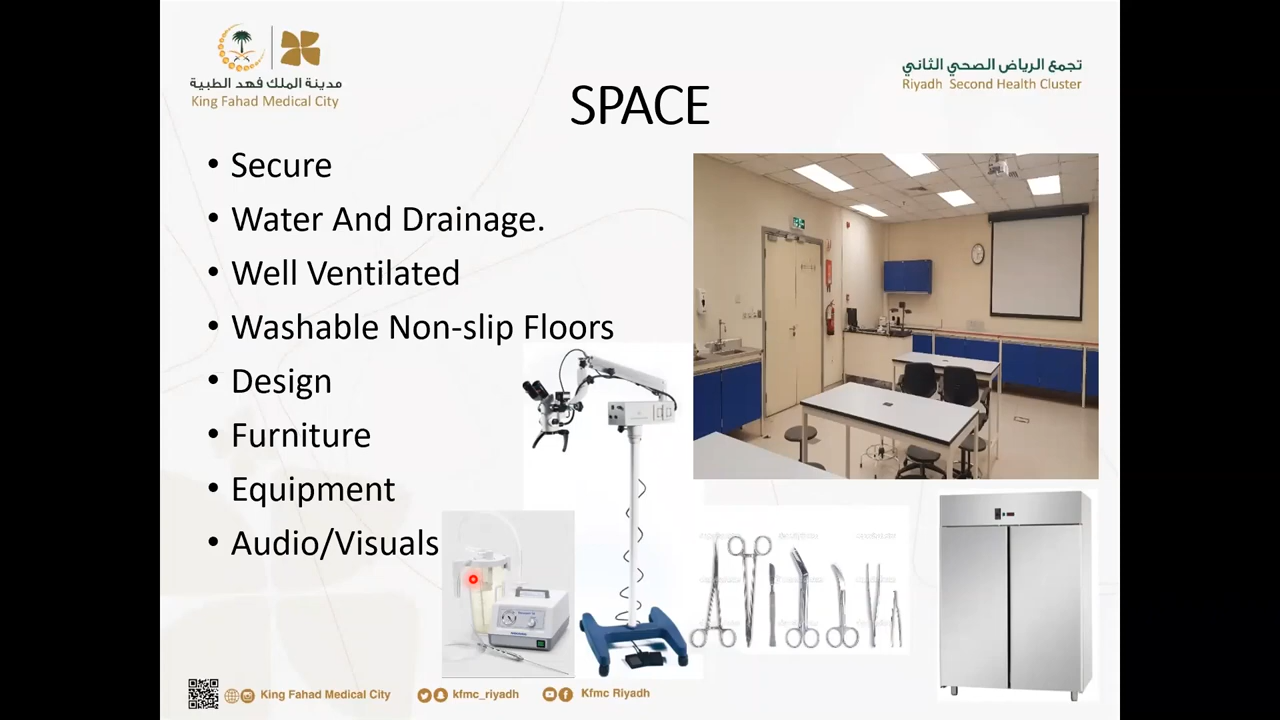 مدينة الملك فهد الطبية
King Fahad Medical City
تجمع الرياض الصحي الثاني
Riyadh Second Health Cluster
SPACE
• Secure
• Water And Drainage.
• Well Ventilated
• Washable Non-slip Floors
• Design
• Furniture
• Equipment
• Audio/Visuals
King Fahad Medical City
kfmc_riyadh
Kfmc Riyadh